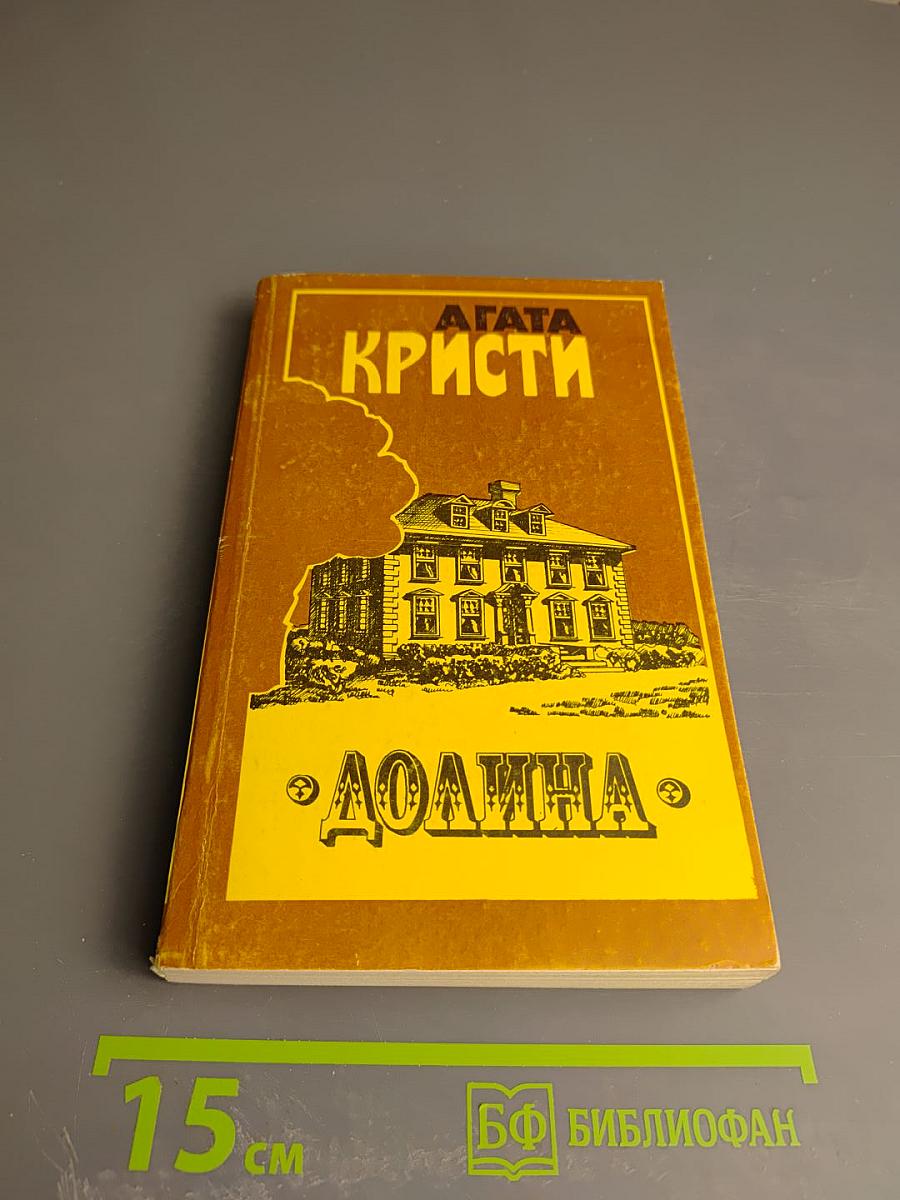 АГАТА
КРИСТИ
ДОЛИНА
15 см
БФ БИБЛИОФАН